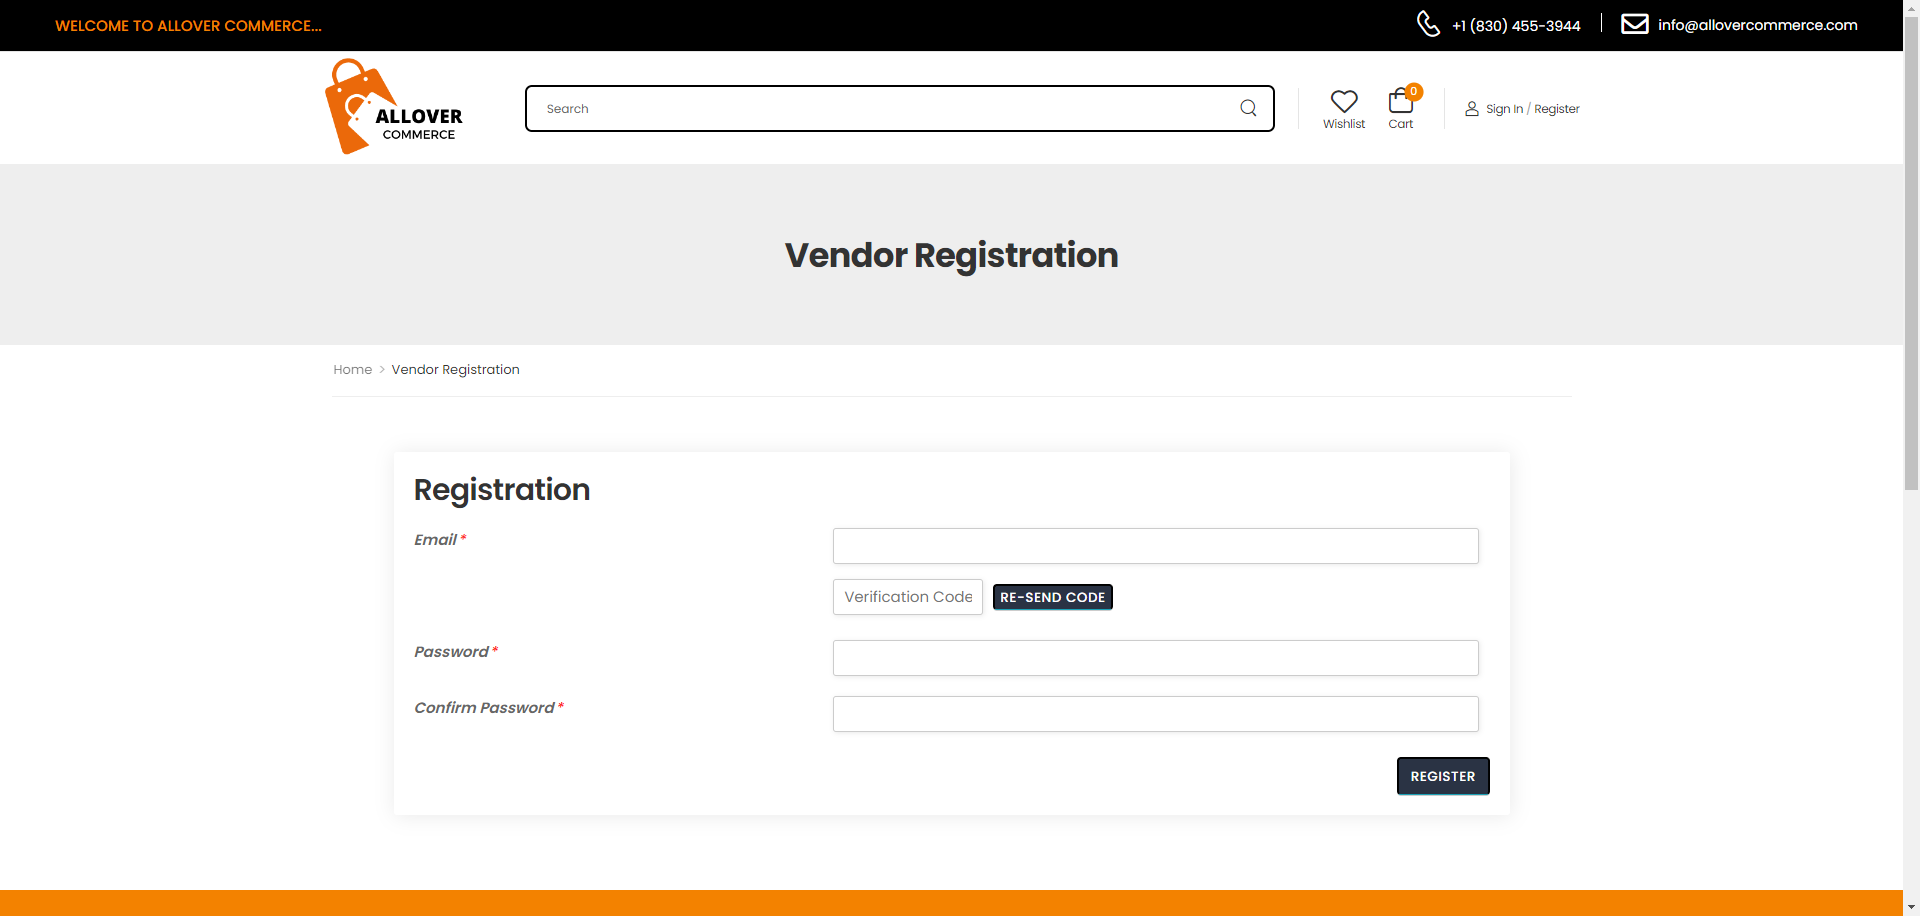 WELCOME TO ALLOVER COMMERCE...
+1 (830) 455-3944
info@allovercommerce.com
ALLOVER
COMMERCE
Search
0
Wishlist
Cart
Sign In / Register
Vendor Registration
Home > Vendor Registration
Registration
Email *
Verification Code
RE-SEND CODE
Password *
Confirm Password *
REGISTER